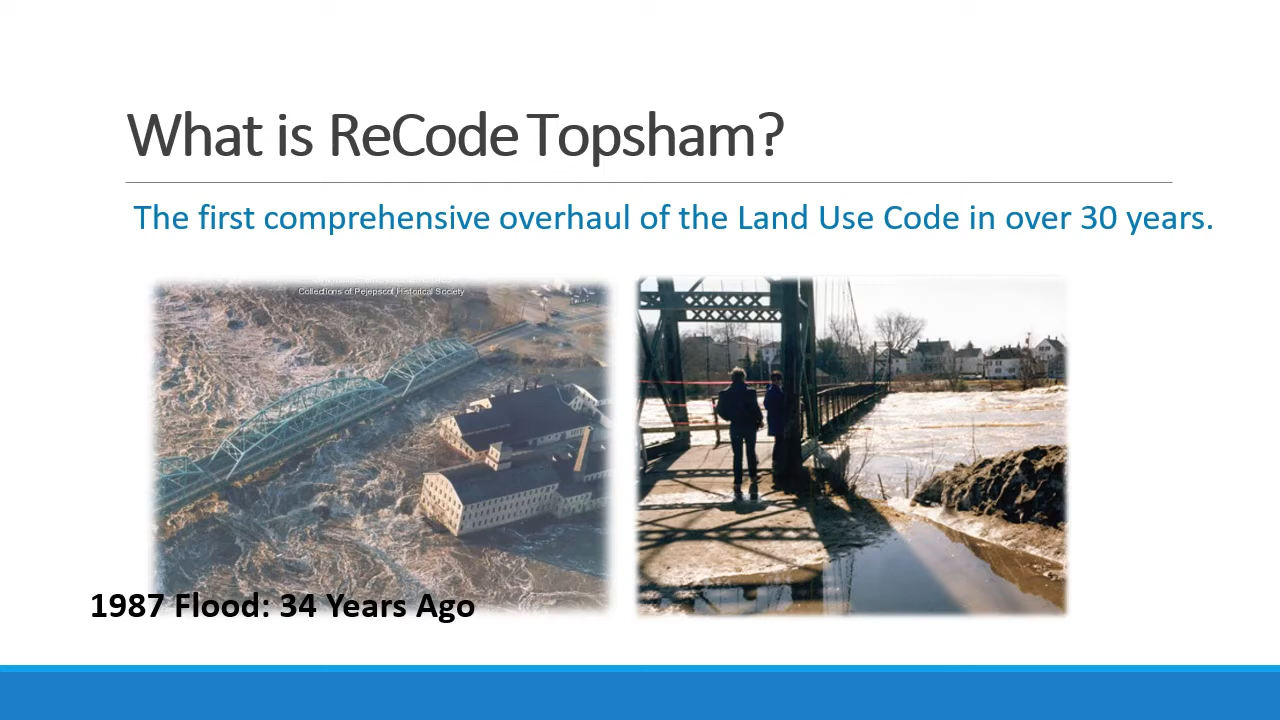 What is ReCode Topsham?
The first comprehensive overhaul of the Land Use Code in over 30 years.
Collections of Pejepscot Historical Society
1987 Flood: 34 Years Ago